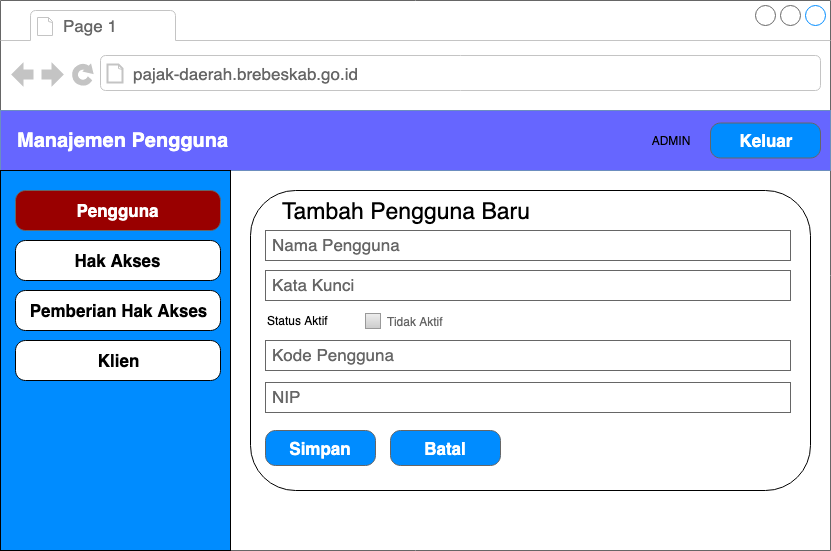 Page 1
pajak-daerah.brebeskab.go.id
Manajemen Pengguna
ADMIN
Keluar
Pengguna
Hak Akses
Pemberian Hak Akses
Klien
Tambah Pengguna Baru
Nama Pengguna
Kata Kunci
Status Aktif
Tidak Aktif
Kode Pengguna
NIP
Simpan
Batal